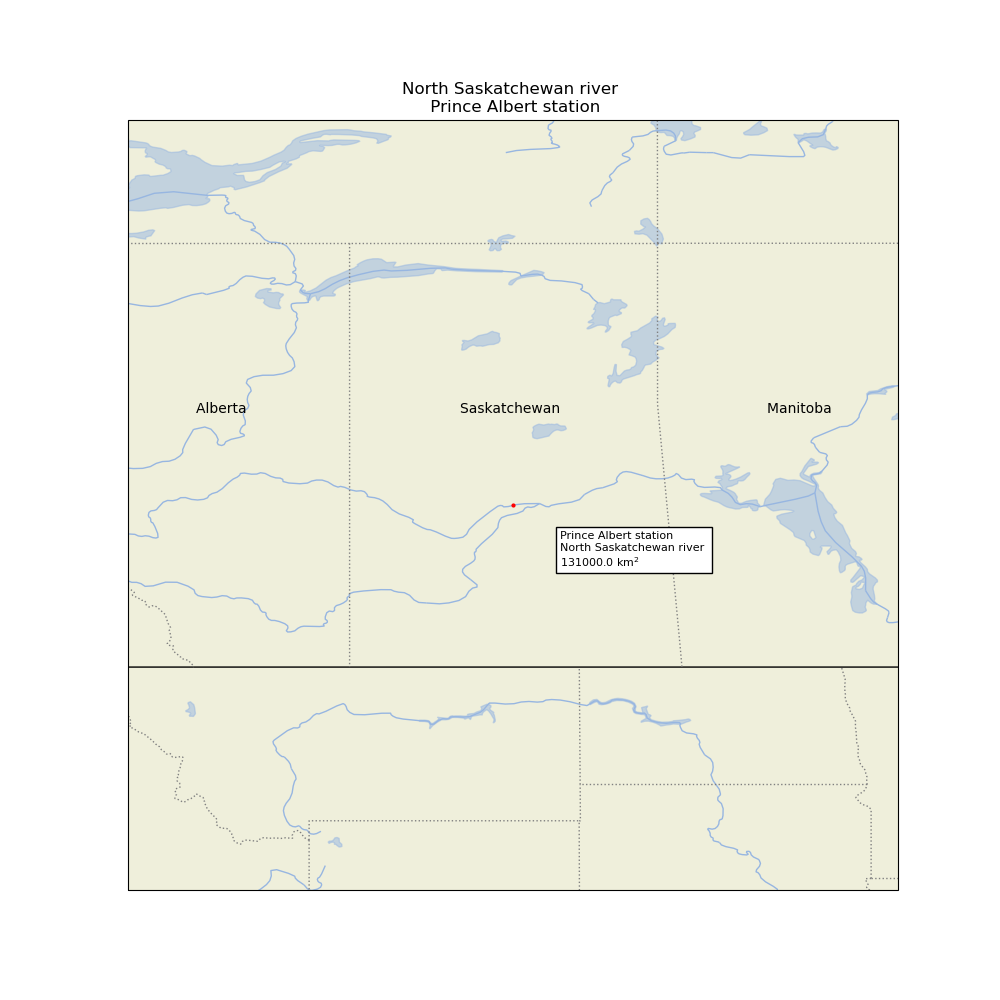 North Saskatchewan river
Prince Albert station
Alberta
Saskatchewan
Manitoba
Prince Albert station
North Saskatchewan river
131000.0 km²